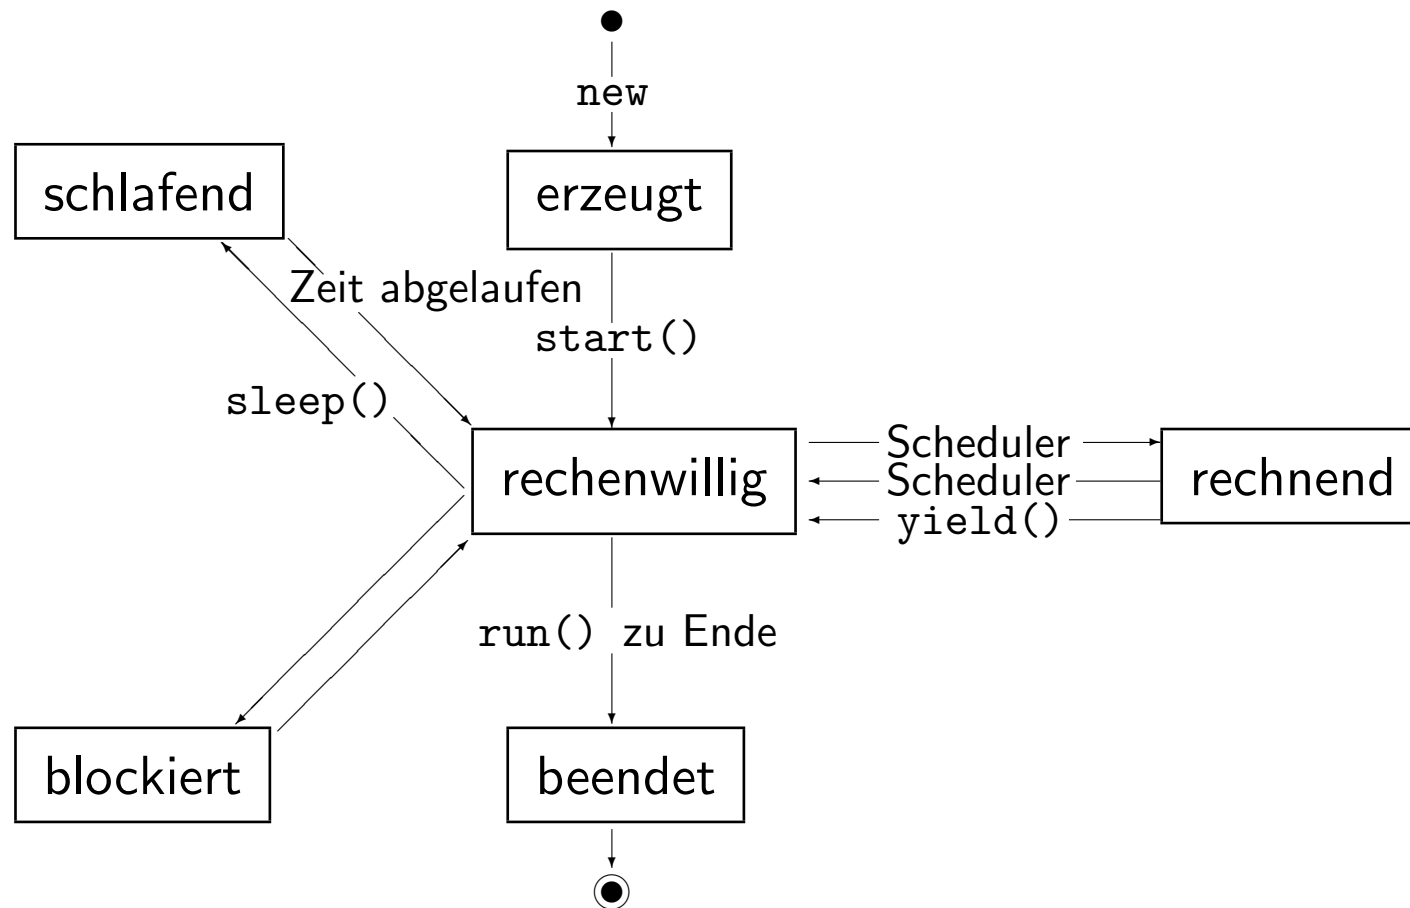 new
schlafend
erzeugt
Zeit abgelaufen
start()
sleep()
Scheduler
rechenwillig
Scheduler
rechnend
yield()
run() zu Ende
blockiert
beendet